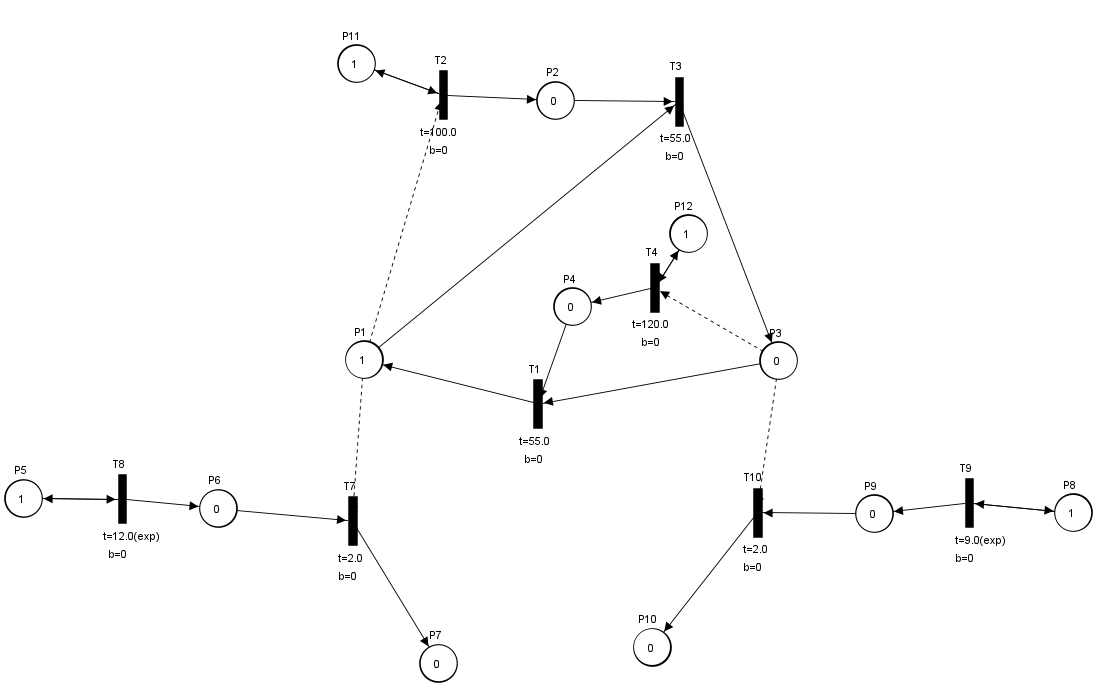 P11
1
T2
t=100.0
b=0
P2
0
T3
t=55.0
b=0
P12
1
T4
t=120.0
b=0
P4
0
P1
1
P3
0
T1
t=55.0
b=0
P5
1
T8
t=12.0(exp)
b=0
P6
0
T7
t=2.0
b=0
P7
0
T10
t=2.0
b=0
P9
0
T9
t=9.0(exp)
b=0
P8
1
P10
0